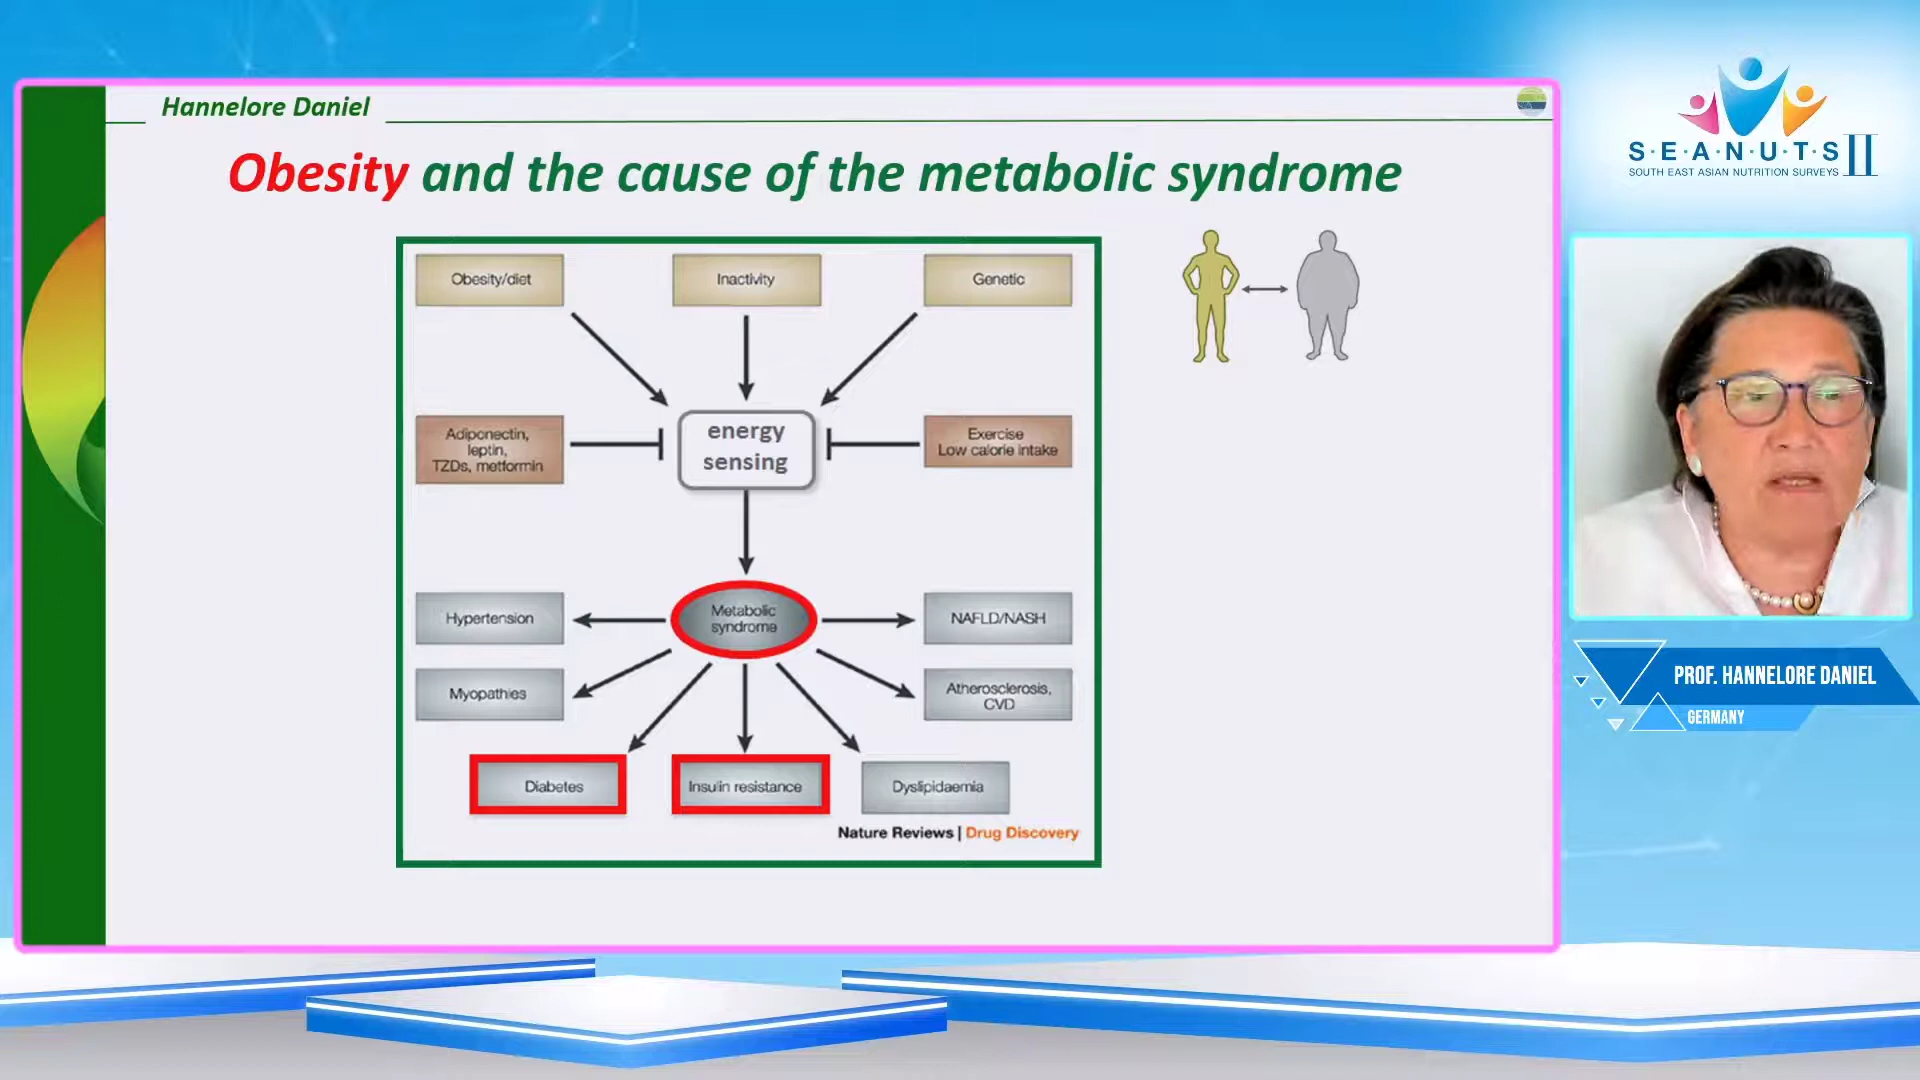 Hannelore Daniel
Obesity and the cause of the metabolic syndrome
Obesity/diet
Inactivity
Genetic
Adiponectin,
leptin,
TZDs, metformin
energy
sensing
Exercise
Low calorie intake
Metabolic
syndrome
Hypertension
NAFLD/NASH
Myopathies
Atherosclerosis,
CVD
Diabetes
Insulin resistance
Dyslipidaemia
Nature Reviews | Drug Discovery
S·E·A·N·U·T·S II
SOUTH EAST ASIAN NUTRITION SURVEYS
PROF. HANNELORE DANIEL
GERMANY